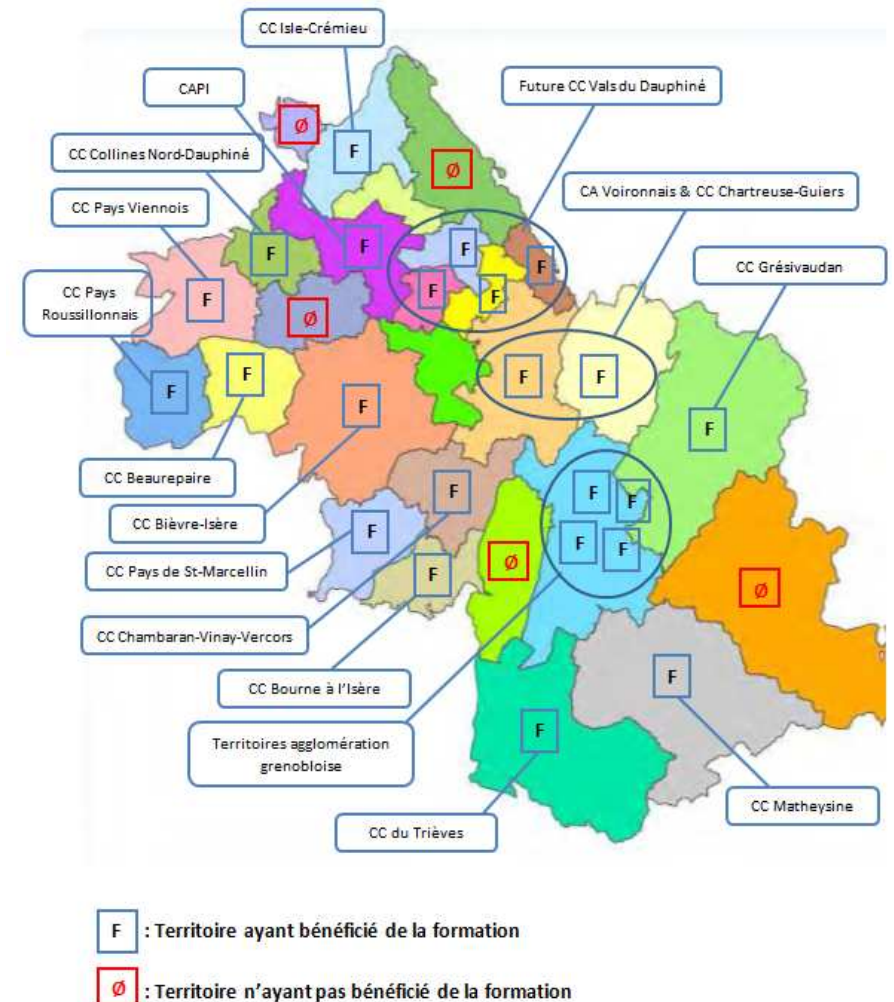 CC Isle-Crémieu
CAPI
Future CC Vals du Dauphiné
Ø
F
CC Collines Nord-Dauphiné
Ø
CA Voironnais & CC Chartreuse-Guiers
CC Pays Viennois
F
F
F
F
CC Grésivaudan
CC Pays
Roussillonnais
F
F
F
Ø
F
F
F
F
F
F
CC Beaurepaire
F
F
F
CC Bièvre-Isère
F
F
F
Ø
CC Pays de St-Marcellin
F
Ø
CC Chambaran-Vinay-Vercors
F
CC Bourne à l'Isère
F
Territoires agglomération
grenobloise
CC Matheysine
CC du Trièves
F : Territoire ayant bénéficié de la formation
Ø : Territoire n'ayant pas bénéficié de la formation